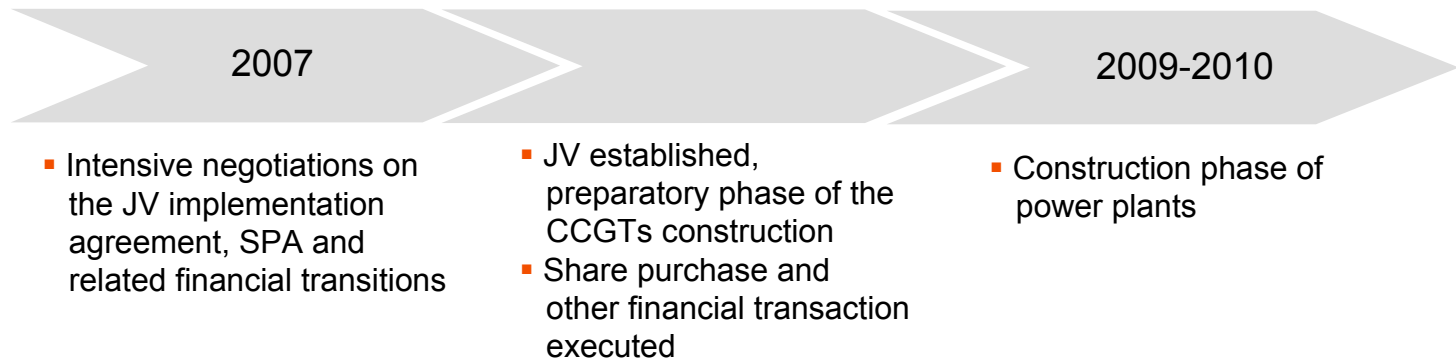 2007
2009-2010
▪ Intensive negotiations on
the JV implementation
agreement, SPA and
related financial transitions
▪ JV established,
preparatory phase of the
CCGTs construction
▪ Share purchase and
other financial transaction
executed
▪ Construction phase of
power plants